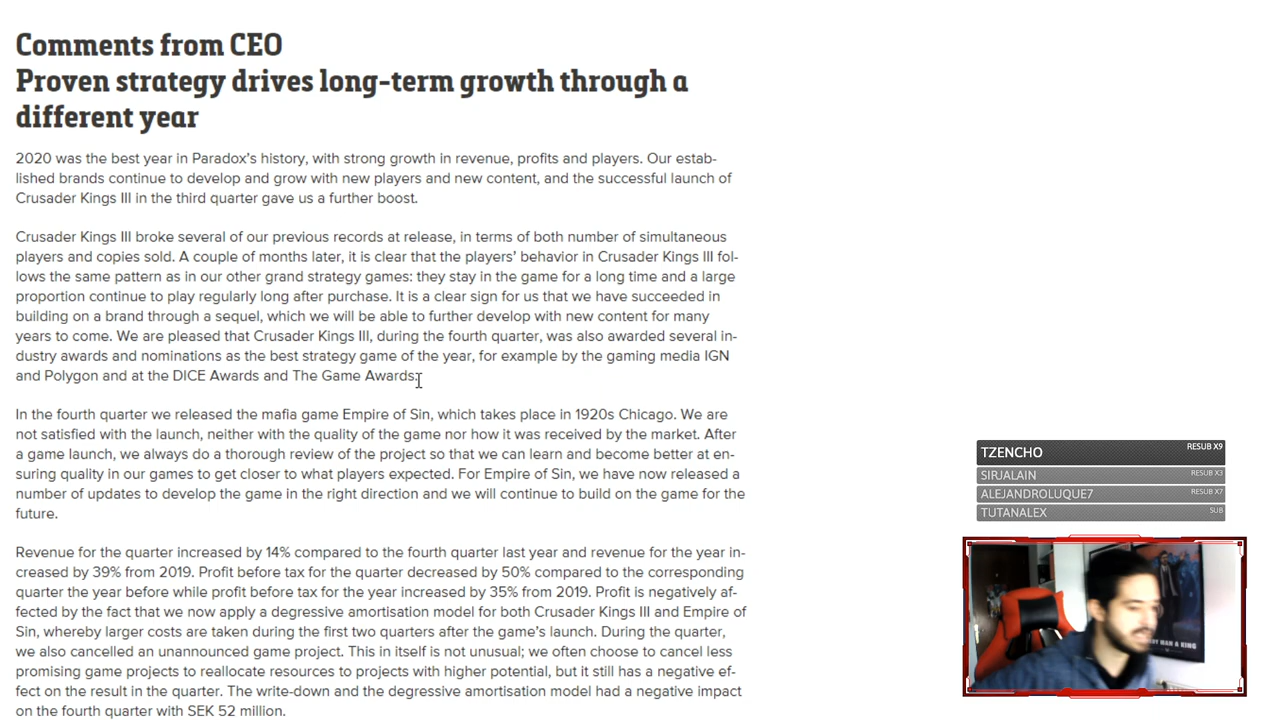 Comments from CEO
Proven strategy drives long-term growth through a
different year
2020 was the best year in Paradox's history, with strong growth in revenue, profits and players. Our estab-
lished brands continue to develop and grow with new players and new content, and the successful launch of
Crusader Kings III in the third quarter gave us a further boost.
Crusader Kings III broke several of our previous records at release, in terms of both number of simultaneous
players and copies sold. A couple of months later, it is clear that the players' behavior in Crusader Kings III fol-
lows the same pattern as in our other grand strategy games: they stay in the game for a long time and a large
proportion continue to play regularly long after purchase. It is a clear sign for us that we have succeeded in
building on a brand through a sequel, which we will be able to further develop with new content for many
years to come. We are pleased that Crusader Kings III, during the fourth quarter, was also awarded several in-
dustry awards and nominations as the best strategy game of the year, for example by the gaming media IGN
and Polygon and at the DICE Awards and The Game Awards.
In the fourth quarter we released the mafia game Empire of Sin, which takes place in 1920s Chicago. We are
not satisfied with the launch, neither with the quality of the game nor how it was received by the market. After
a game launch, we always do a thorough review of the project so that we can learn and become better at en-
suring quality in our games to get closer to what players expected. For Empire of Sin, we have now released a
number of updates to develop the game in the right direction and we will continue to build on the game for the
future.
Revenue for the quarter increased by 14% compared to the fourth quarter last year and revenue for the year in-
creased by 39% from 2019. Profit before tax for the quarter decreased by 50% compared to the corresponding
quarter the year before while profit before tax for the year increased by 35% from 2019. Profit is negatively af-
fected by the fact that we now apply a degressive amortisation model for both Crusader Kings III and Empire of
Sin, whereby larger costs are taken during the first two quarters after the game's launch. During the quarter,
we also cancelled an unannounced game project. This in itself is not unusual; we often choose to cancel less
promising game projects to reallocate resources to projects with higher potential, but it still has a negative ef-
fect on the result in the quarter. The write-down and the degressive amortisation model had a negative impact
on the fourth quarter with SEK 52 million.
TZENCHO RESUB X9
SIRJALAIN RESUB X3
ALEJANDROLUQUE7 RESUB X7
TUTANALEX SUB
MAN & KING